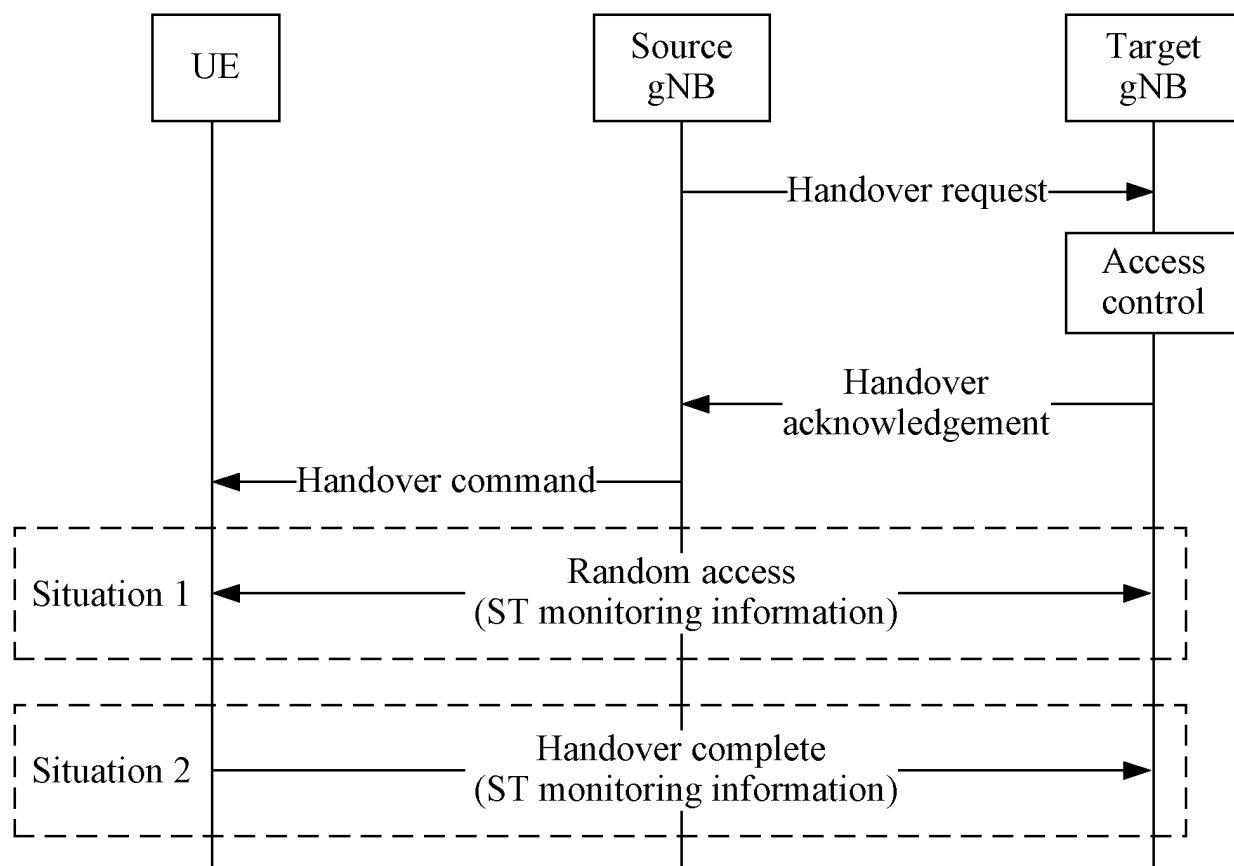 UE
Source
gNB
Target
gNB
Handover request
Access
control
Handover
acknowledgement
Handover command
Situation 1
Random access
(ST monitoring information)
Situation 2
Handover complete
(ST monitoring information)